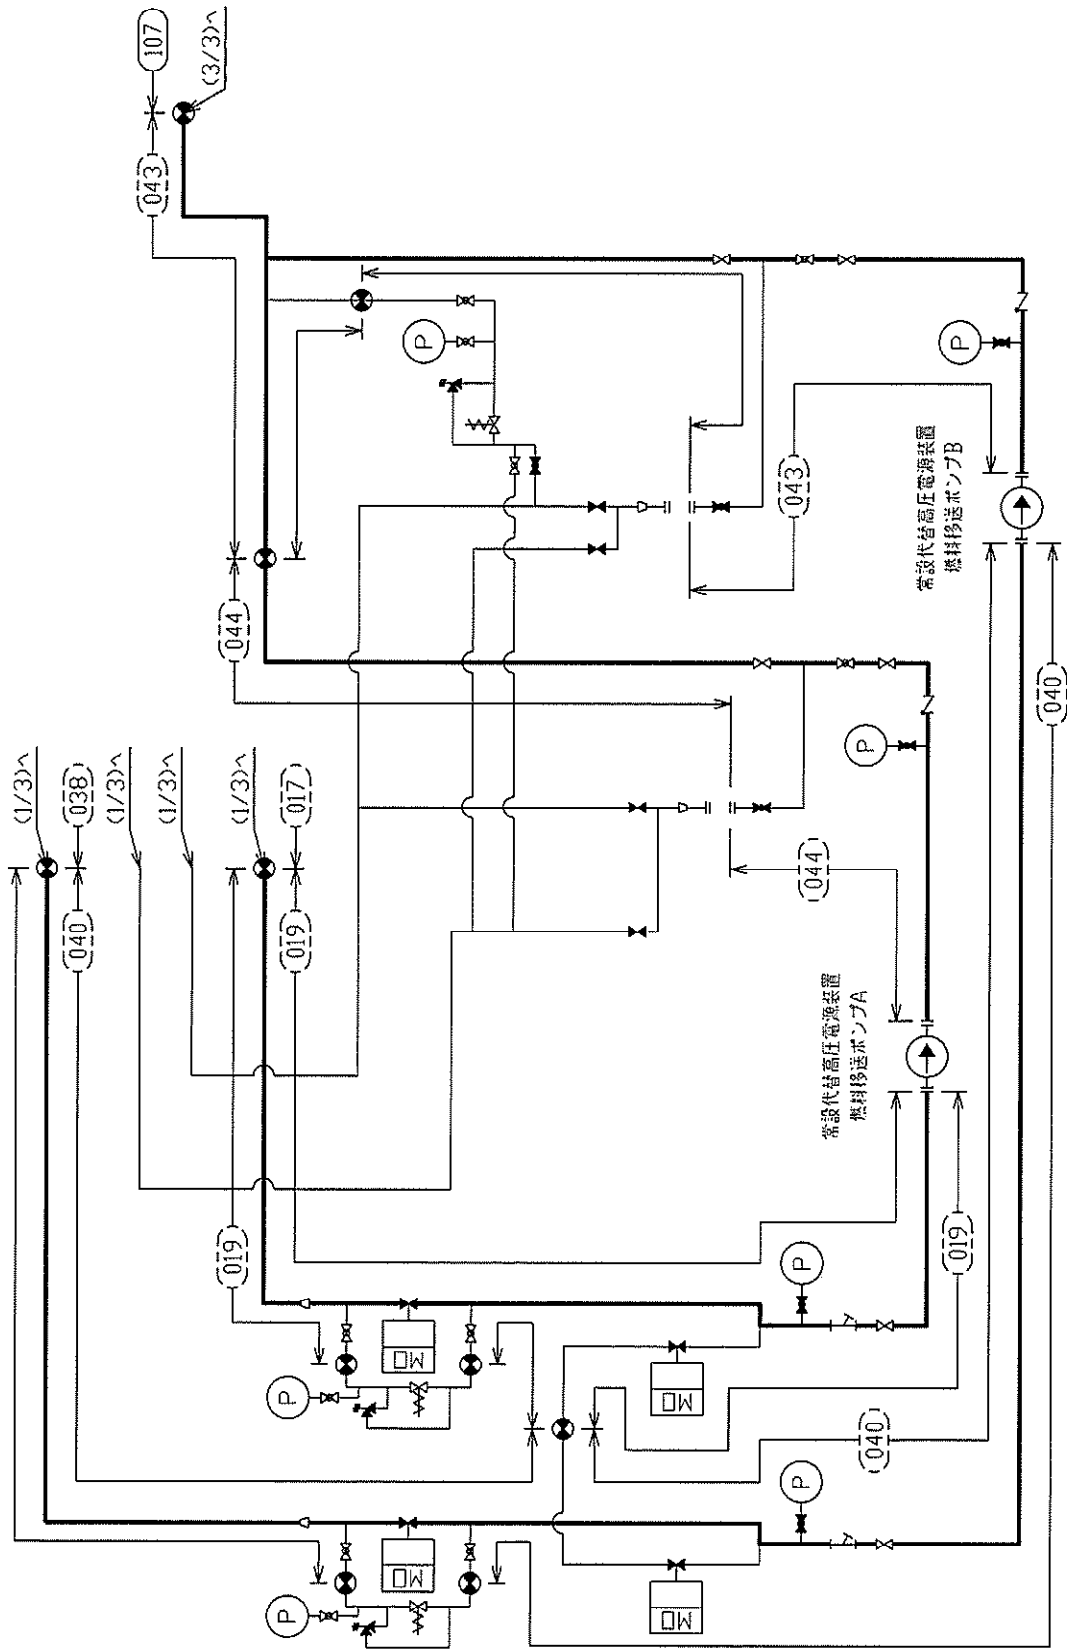 (1/3)へ
040
038
(1/3)へ
043
107
(1/3)へ
(3/3)へ
019
044
(1/3)へ
P
P
019
017
MO
MO
P
MO
MO
043
P
P
044
常設代替高圧電源装置
燃料移送ポンプA
P
040
常設代替高圧電源装置
燃料移送ポンプB
019
P
040